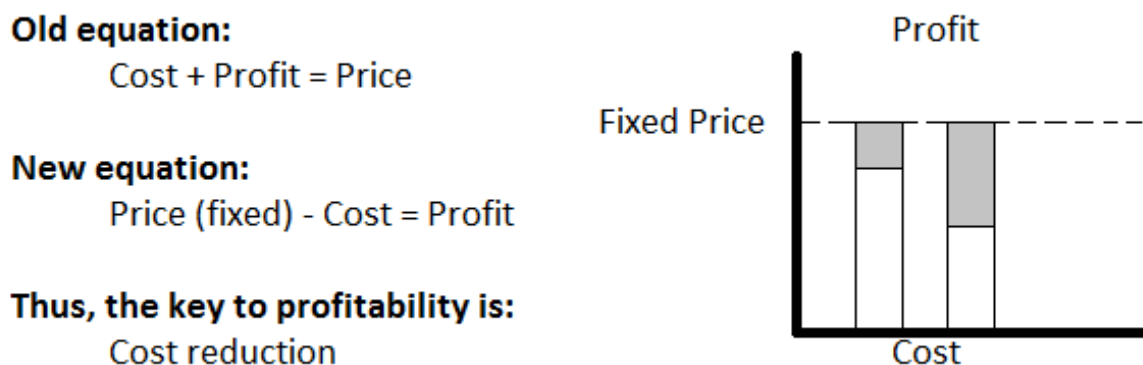 Old equation:
Cost + Profit = Price
New equation:
Price (fixed) - Cost = Profit
Thus, the key to profitability is:
Cost reduction
Profit
Fixed Price
Cost